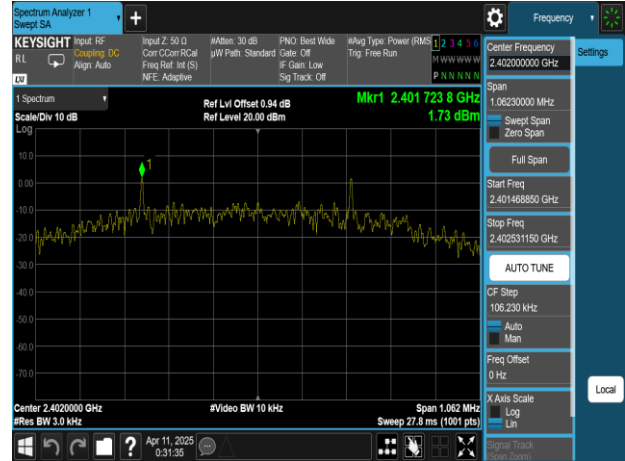 Spectrum Analyzer 1
Swept SA
Frequency
KEYSIGHT
RL
LXI
Input: RF
Coupling: DC
Align: Auto
Input Z: 50 Ω
Corr CCorr RCal
Freq Ref: Int (S)
NFE: Adaptive
#Atten: 30 dB
µW Path: Standard
PNO: Best Wide
Gate: Off
IF Gain: Low
Sig Track: Off
#Avg Type: Power (RMS
Trig: Free Run
1 2 3 4 5 6
M W W W W W
P N N N N N
Center Frequency
2.402000000 GHz
Settings
Span
1.06230000 MHz
Swept Span
Zero Span
Full Span
Start Freq
2.401468850 GHz
Stop Freq
2.402531150 GHz
AUTO TUNE
CF Step
106.230 kHz
Auto
Man
Freq Offset
0 Hz
X Axis Scale
Log
Lin
Signal Track
(Span Zoom)
Local
1 Spectrum
Scale/Div 10 dB
Log
Ref Lvl Offset 0.94 dB
Ref Level 20.00 dBm
Mkr1 2.401 723 8 GHz
1.73 dBm
1
10.0
0.00
-10.0
-20.0
-30.0
-40.0
-50.0
-60.0
-70.0
Center 2.4020000 GHz
#Res BW 3.0 kHz
#Video BW 10 kHz
Span 1.062 MHz
Sweep 27.8 ms (1001 pts)
?
Apr 11, 2025
0:31:35